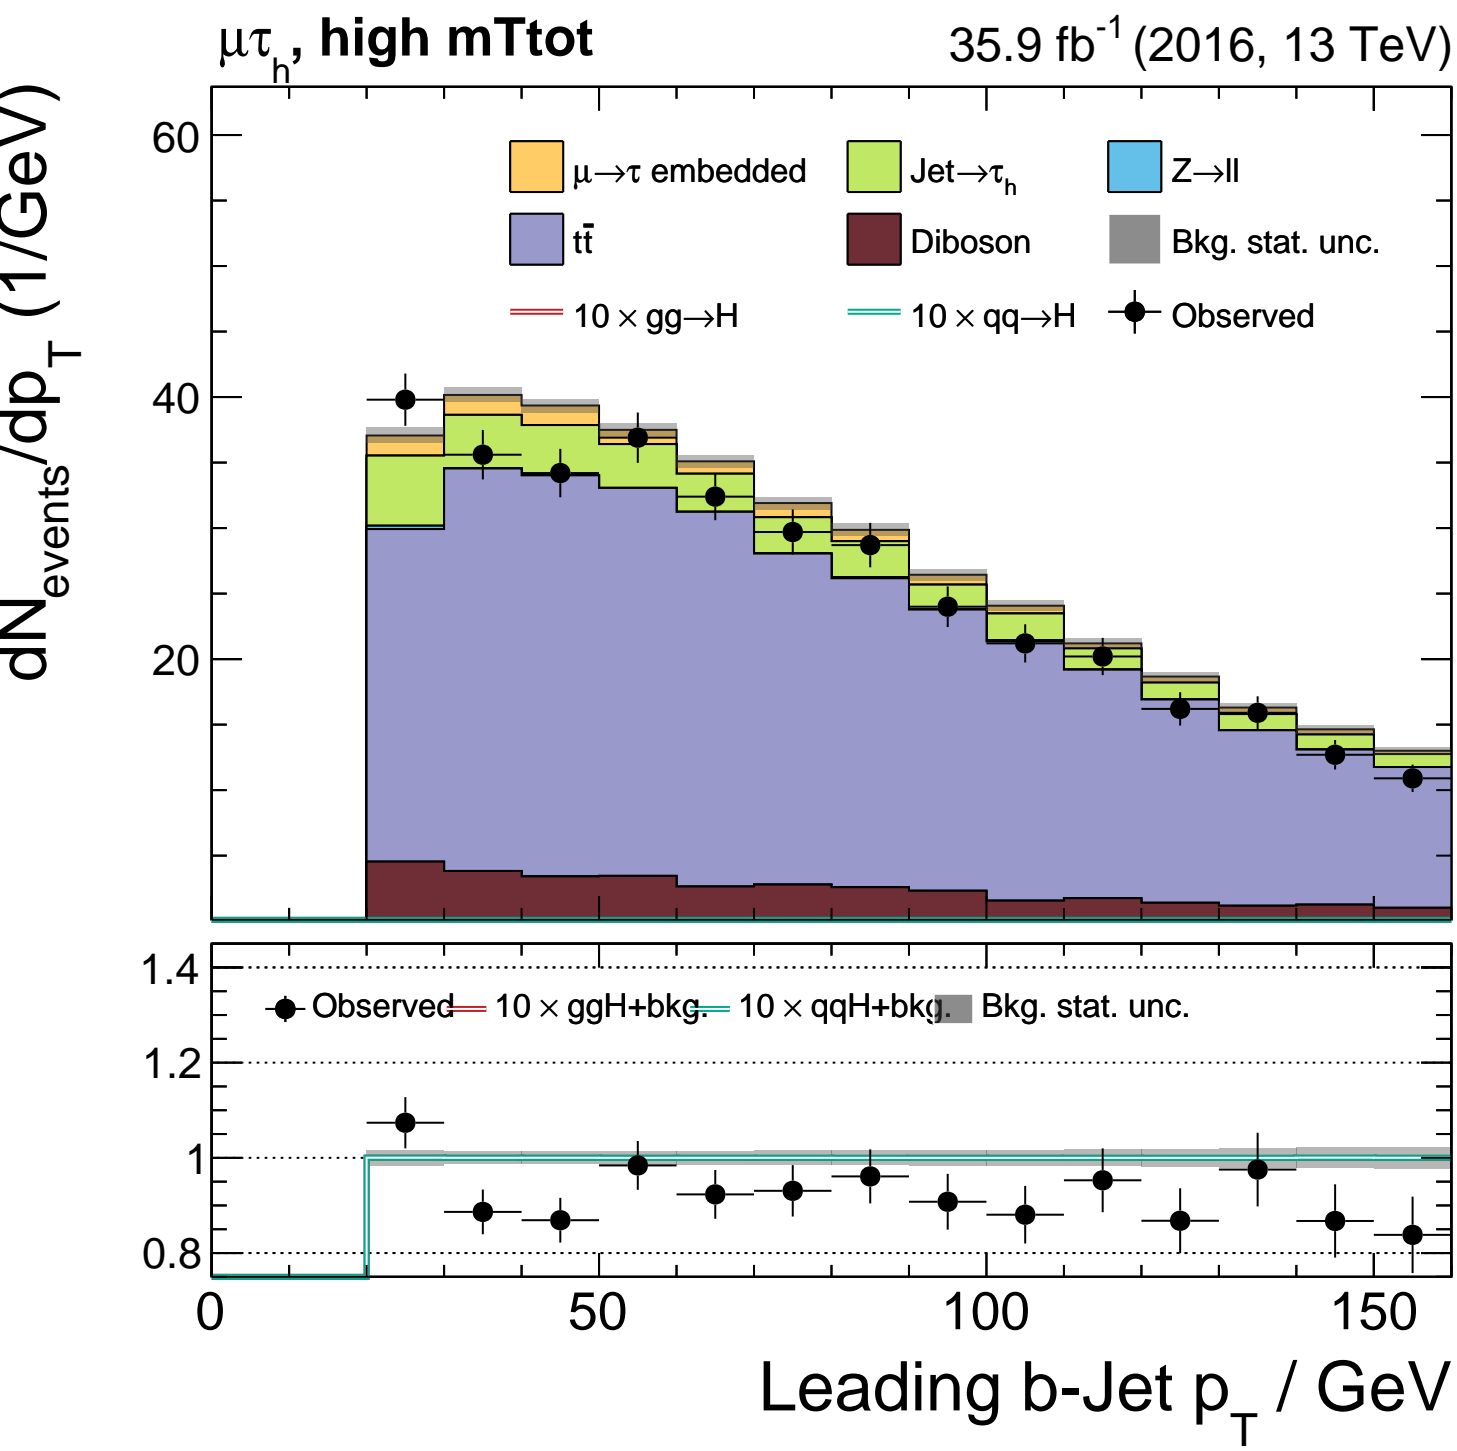 μτh, high mTtot
35.9 fb-1 (2016, 13 TeV)
dNevents/dpT (1/GeV)
60
40
20
μ→τ embedded
Jet→τh
Z→ll
tt̄
Diboson
Bkg. stat. unc.
10 × gg→H
10 × qq→H
Observed
1.4
1.2
1
0.8
Observed
10 × ggH+bkg.
10 × qqH+bkg.
Bkg. stat. unc.
0
50
100
150
Leading b-Jet pT / GeV